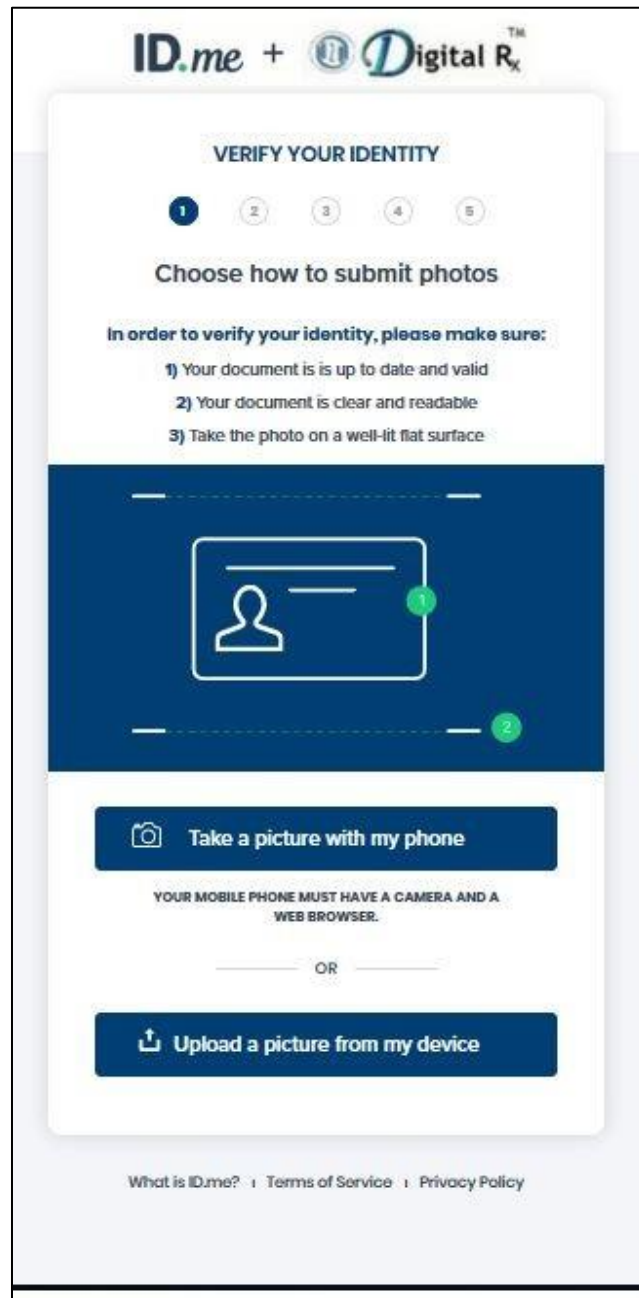 ID.me + Digital Rx™
VERIFY YOUR IDENTITY
1 2 3 4 5
Choose how to submit photos
In order to verify your identity, please make sure:
1) Your document is is up to date and valid
2) Your document is clear and readable
3) Take the photo on a well-lit flat surface
1
2
Take a picture with my phone
YOUR MOBILE PHONE MUST HAVE A CAMERA AND A
WEB BROWSER.
OR
Upload a picture from my device
What is ID.me? | Terms of Service | Privacy Policy